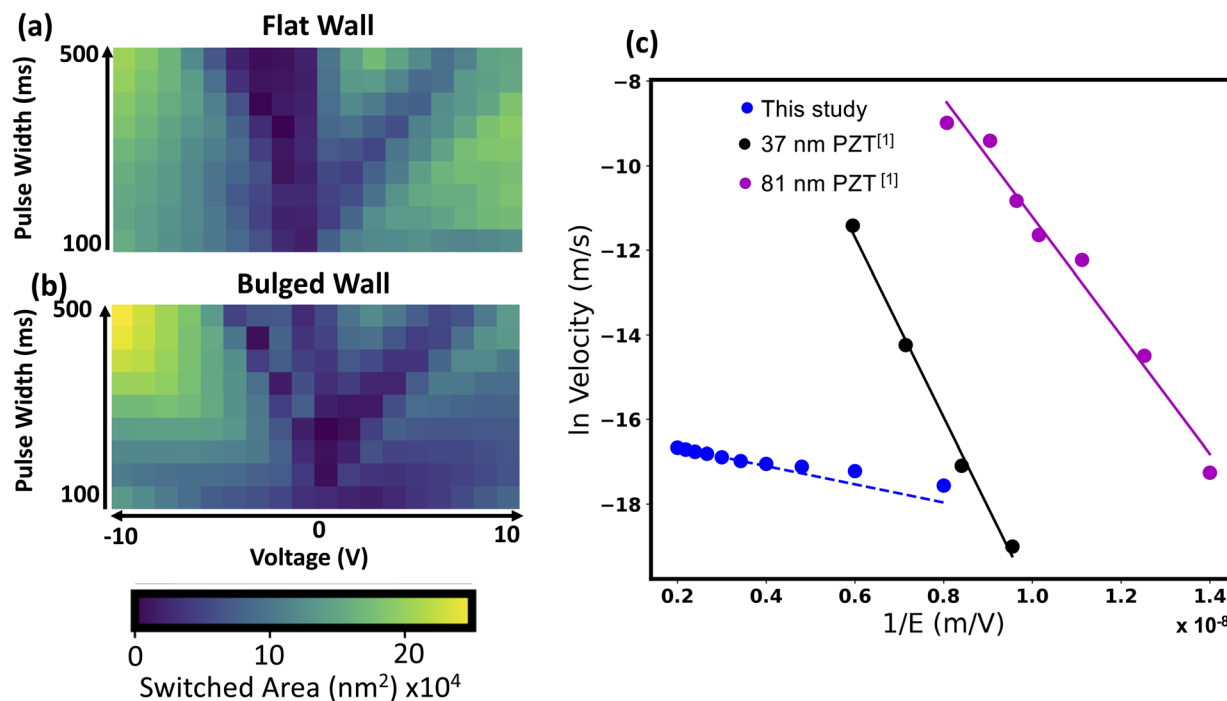 (a)
Flat Wall
500
Pulse Width (ms)
100
(b)
Bulged Wall
500
Pulse Width (ms)
100
-10
0
10
Voltage (V)
0
10
20
Switched Area (nm²) x10⁴
(c)
This study
37 nm PZT[1]
81 nm PZT [1]
ln Velocity (m/s)
−8
−10
−12
−14
−16
−18
0.2
0.4
0.6
0.8
1.0
1.2
1.4
1/E (m/V)
x 10⁻⁸